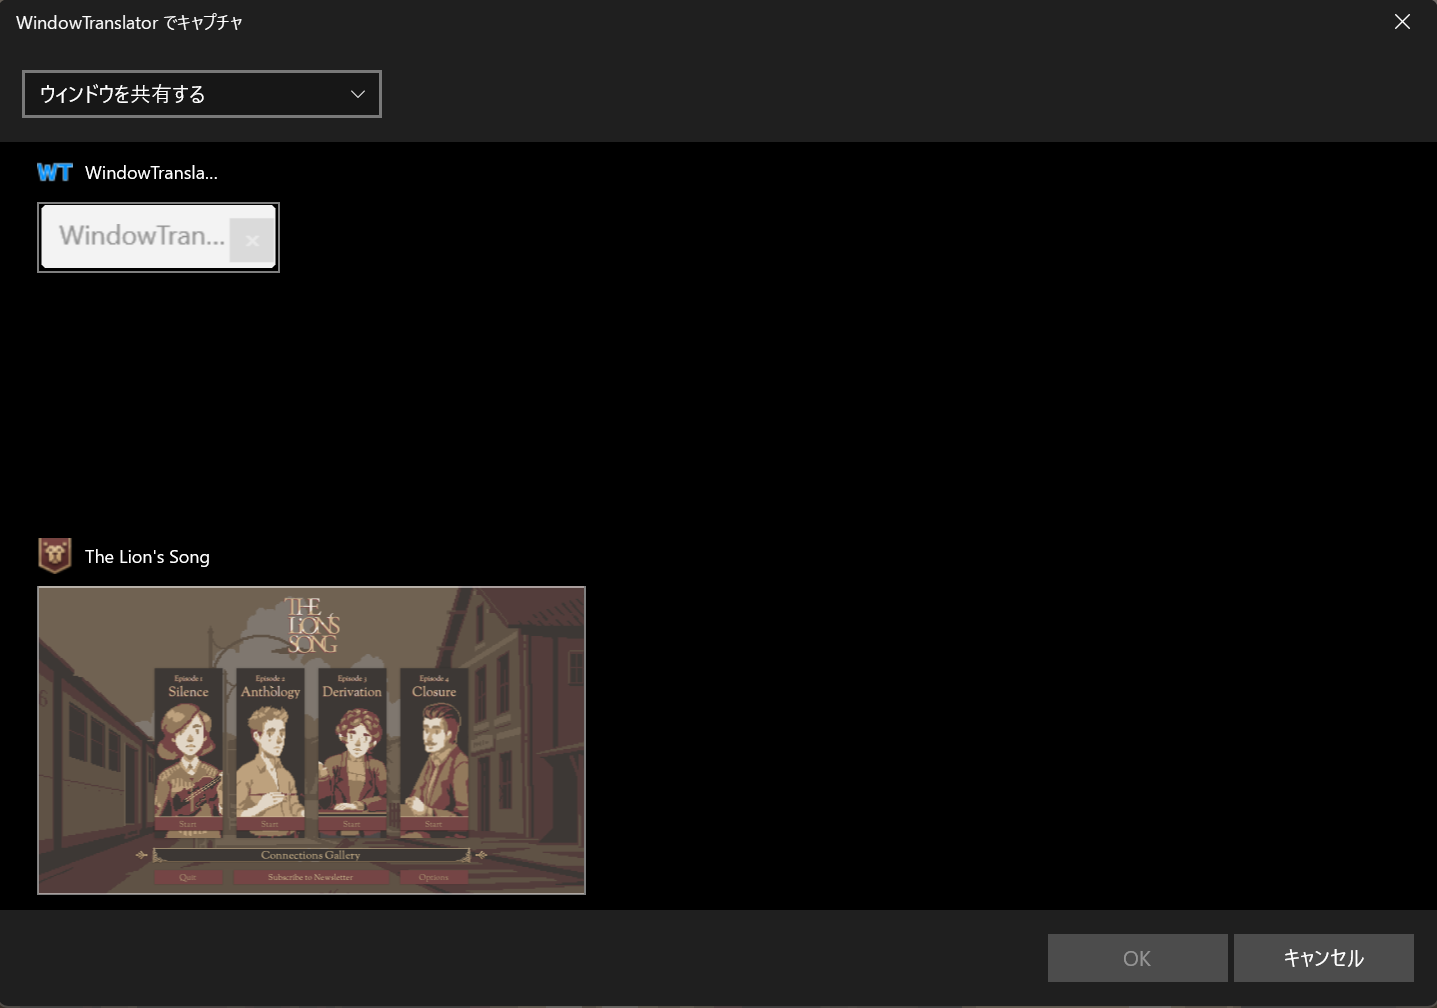 WindowTranslator でキャプチャ
ウィンドウを共有する
WT WindowTransla...
WindowTran... ×
The Lion's Song
THE
LION'S
SONG
Episode 1 Episode 2 Episode 3 Episode 4
Silence Anthology Derivation Closure
Start Start Start Start
Connections Gallery
Quit Subscribe to Newsletter Options
OK キャンセル